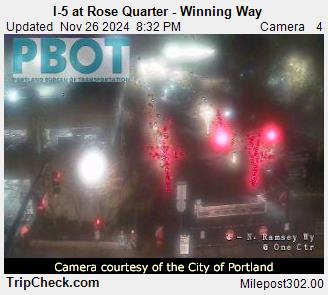 I-5 at Rose Quarter - Winning Way
Updated Nov 26 2024 8:32 PM Camera 4
PBOT
PORTLAND BUREAU OF TRANSPORTATION
4 - N. Ramsey Wy
@ One Ctr
Camera courtesy of the City of Portland
TripCheck.com Milepost302.00